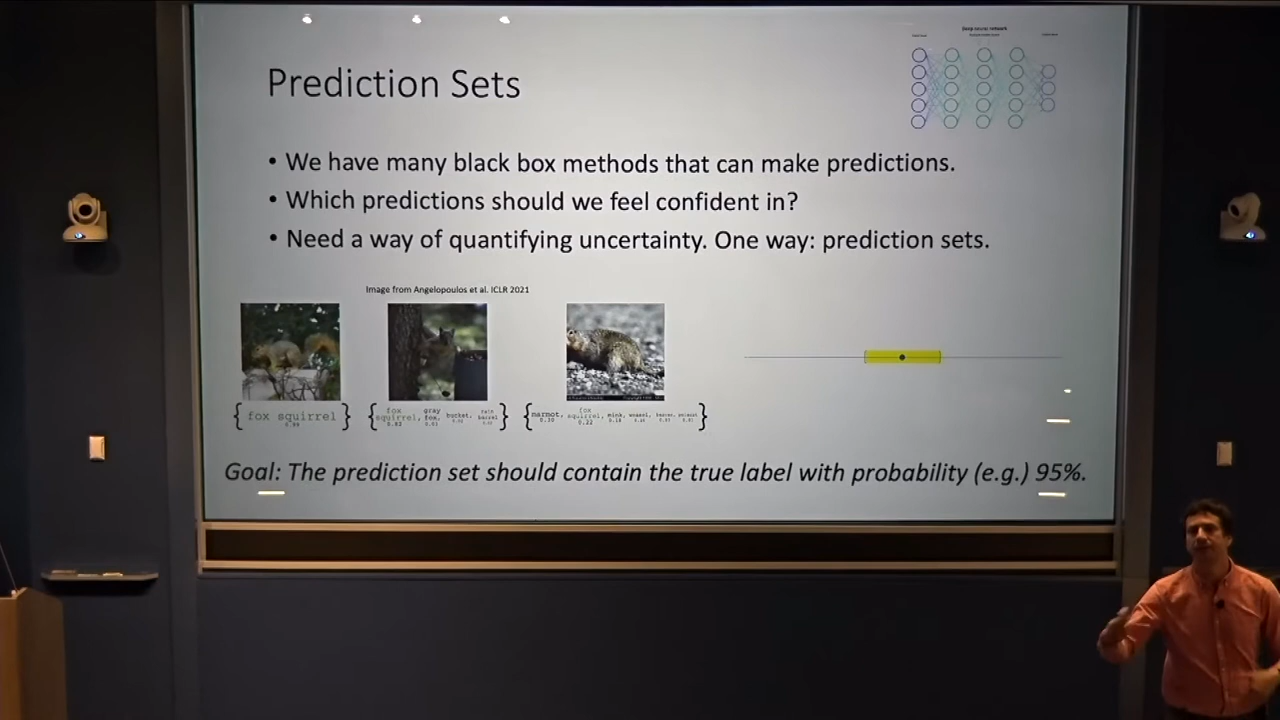 Deep neural network
Prediction Sets
• We have many black box methods that can make predictions.
• Which predictions should we feel confident in?
• Need a way of quantifying uncertainty. One way: prediction sets.
Image from Angelopoulos et al. ICLR 2021
{ fox squirrel }
{ fox squirrel, gray fox, bucket, rain barrel }
{ marmot, fox squirrel, mink, weasel, beaver, polecat }
Goal: The prediction set should contain the true label with probability (e.g.) 95%.